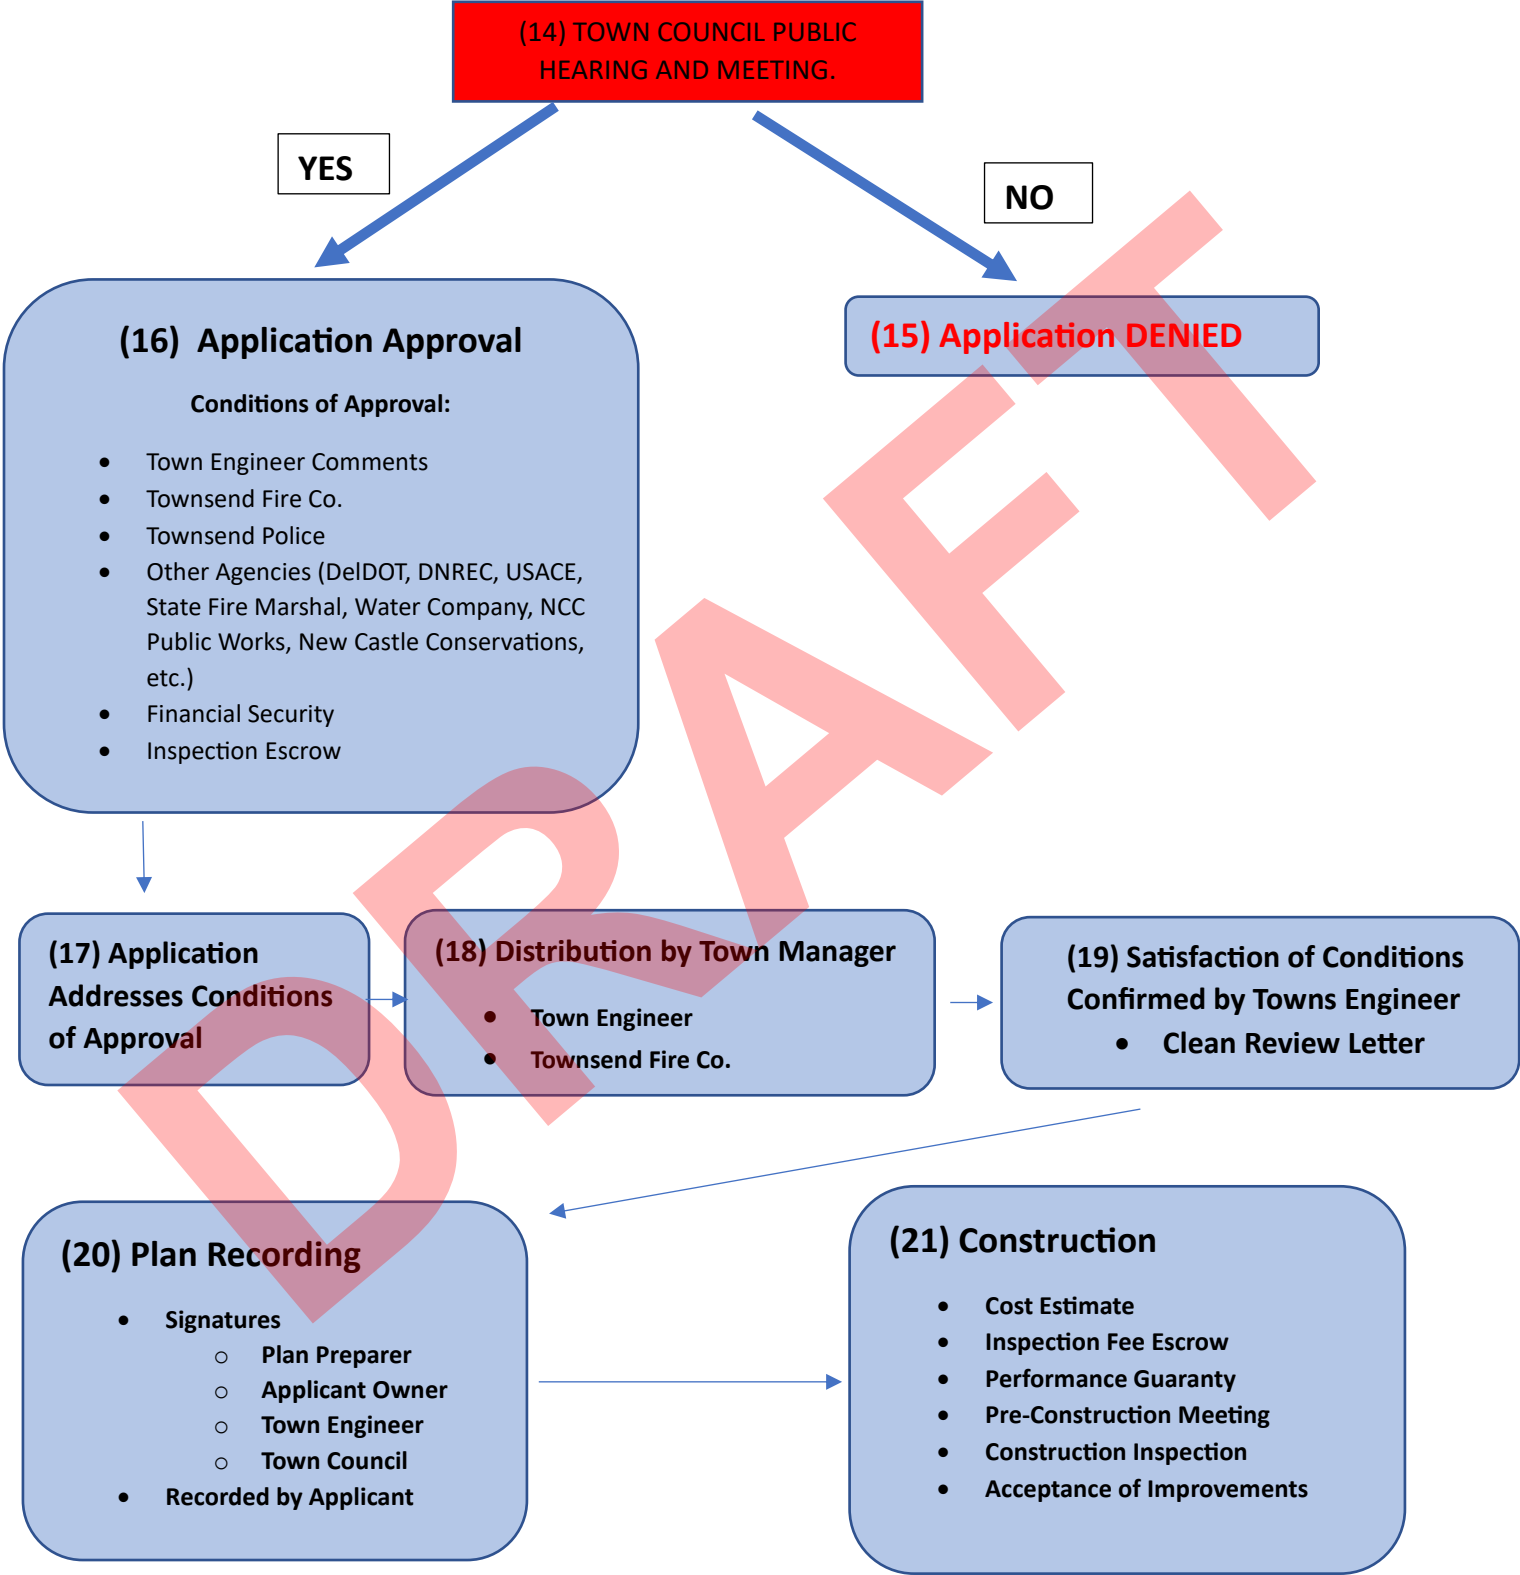 (14) TOWN COUNCIL PUBLIC
HEARING AND MEETING.
YES
NO
(16)  Application Approval
Conditions of Approval:
• Town Engineer Comments
• Townsend Fire Co.
• Townsend Police
• Other Agencies (DelDOT, DNREC, USACE,
State Fire Marshal, Water Company, NCC
Public Works, New Castle Conservations,
etc.)
• Financial Security
• Inspection Escrow
(15) Application DENIED
(17) Application
Addresses Conditions
of Approval
(18) Distribution by Town Manager
• Town Engineer
• Townsend Fire Co.
(19) Satisfaction of Conditions
Confirmed by Towns Engineer
• Clean Review Letter
(20) Plan Recording
• Signatures
o Plan Preparer
o Applicant Owner
o Town Engineer
o Town Council
• Recorded by Applicant
(21) Construction
• Cost Estimate
• Inspection Fee Escrow
• Performance Guaranty
• Pre-Construction Meeting
• Construction Inspection
• Acceptance of Improvements
DRAFT